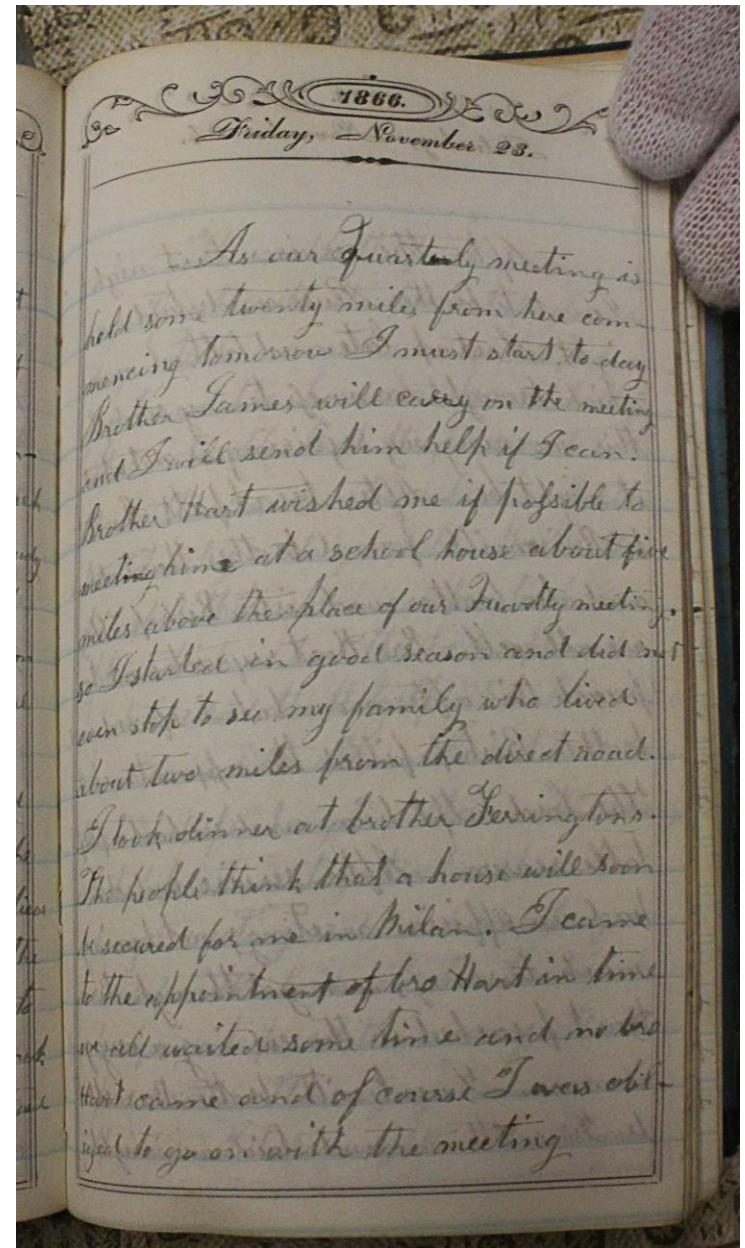 1866.
Friday, November 23.
As our Quarterly meeting is
held some twenty miles from here com-
mencing tomorrow I must start to day
Brother James will carry on the meeting
and I will send him help if I can.
Brother Hart wished me if possible to
meeting him at a school house about five
miles above the place of our Quartly meeting.
so I started in good season and did not
even stop to see my family who lived
about two miles from the direct road.
I took dinner at brother Ferringtons.
The people think that a house will soon
be secured for me in Milan. I came
to the appointment of bro Hart in time
we all waited some time and no bro
Hart came and of course I was obli-
ged to go on with the meeting